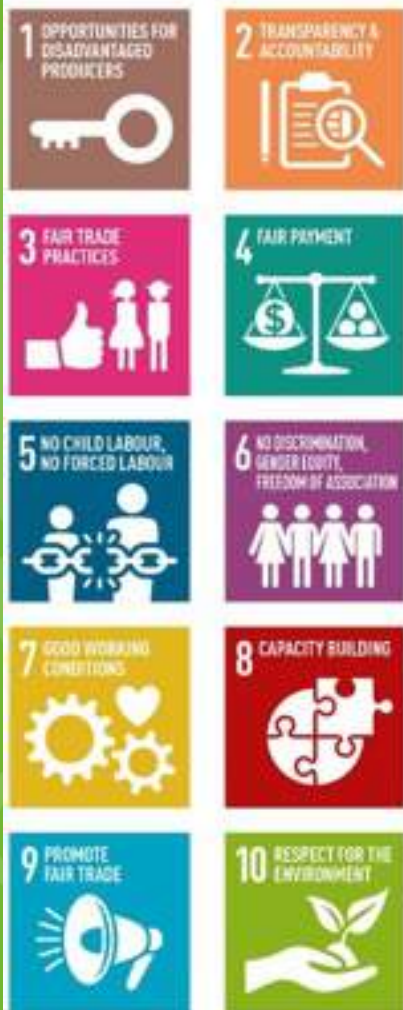 1 OPPORTUNITIES FOR
DISADVANTAGED
PRODUCERS
2 TRANSPARENCY &
ACCOUNTABILITY
3 FAIR TRADE
PRACTICES
4 FAIR PAYMENT
$
5 NO CHILD LABOUR,
NO FORCED LABOUR
6 NO DISCRIMINATION,
GENDER EQUITY,
FREEDOM OF ASSOCIATION
7 GOOD WORKING
CONDITIONS
8 CAPACITY BUILDING
9 PROMOTE
FAIR TRADE
10 RESPECT FOR THE
ENVIRONMENT